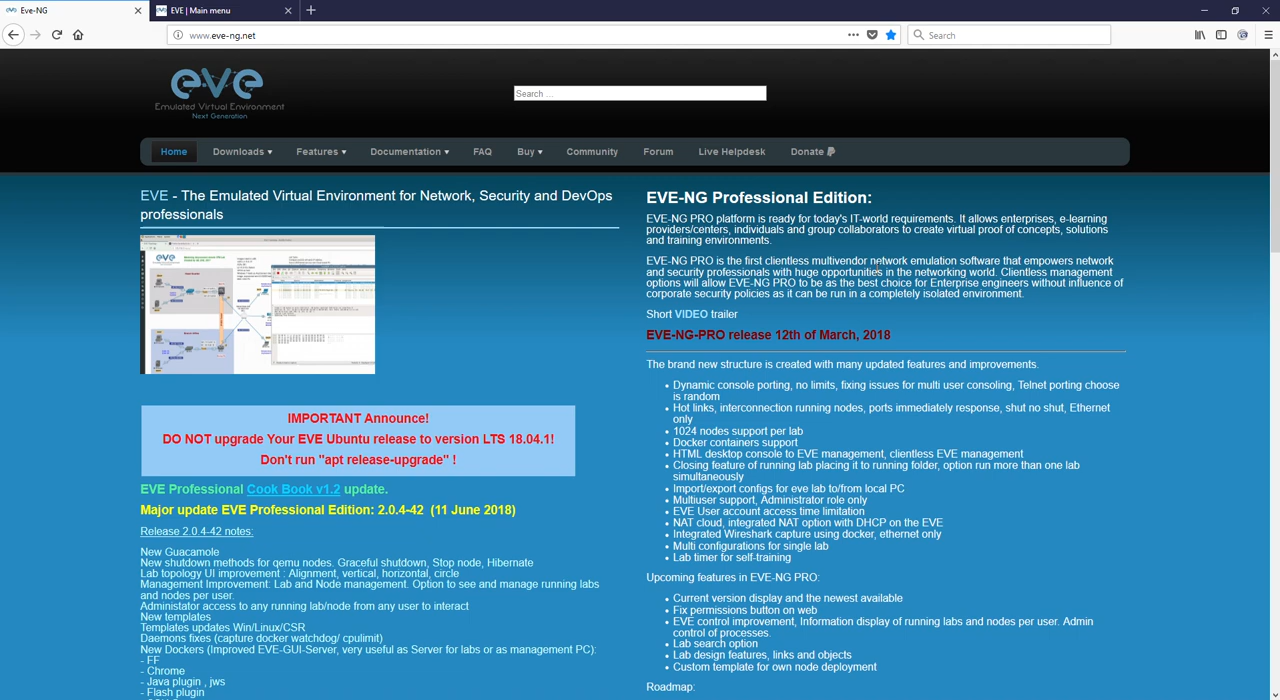 Eve-NG
EVE | Main menu
www.eve-ng.net
Search
eve
Emulated Virtual Environment
Next Generation
Search ...
Home
Downloads
Features
Documentation
FAQ
Buy
Community
Forum
Live Helpdesk
Donate
EVE - The Emulated Virtual Environment for Network, Security and DevOps
professionals
IMPORTANT Announce!
DO NOT upgrade Your EVE Ubuntu release to version LTS 18.04.1!
Don't run "apt release-upgrade" !
EVE Professional Cook Book v1.2 update.
Major update EVE Professional Edition: 2.0.4-42 (11 June 2018)
Release 2.0.4-42 notes:
New Guacamole
New shutdown methods for qemu nodes. Graceful shutdown, Stop node, Hibernate
Lab topology UI improvement : Alignment, vertical, horizontal, circle
Management Improvement: Lab and Node management. Option to see and manage running labs
and nodes per user.
Administator access to any running lab/node from any user to interact
New templates
Templates updates Win/Linux/CSR
Daemons fixes (capture docker watchdog/ cpulimit)
New Dockers (Improved EVE-GUI-Server, very useful as Server for labs or as management PC):
- FF
- Chrome
- Java plugin , jws
- Flash plugin
EVE-NG Professional Edition:
EVE-NG PRO platform is ready for today's IT-world requirements. It allows enterprises, e-learning
providers/centers, individuals and group collaborators to create virtual proof of concepts, solutions
and training environments.
EVE-NG PRO is the first clientless multivendor network emulation software that empowers network
and security professionals with huge opportunities in the networking world. Clientless management
options will allow EVE-NG PRO to be as the best choice for Enterprise engineers without influence of
corporate security policies as it can be run in a completely isolated environment.
Short VIDEO trailer
EVE-NG-PRO release 12th of March, 2018
The brand new structure is created with many updated features and improvements.
Dynamic console porting, no limits, fixing issues for multi user consoling, Telnet porting choose
is random
Hot links, interconnection running nodes, ports immediately response, shut no shut, Ethernet
only
1024 nodes support per lab
Docker containers support
HTML desktop console to EVE management, clientless EVE management
Closing feature of running lab placing it to running folder, option run more than one lab
simultaneously
Import/export configs for eve lab to/from local PC
Multiuser support, Administrator role only
EVE User account access time limitation
NAT cloud, integrated NAT option with DHCP on the EVE
Integrated Wireshark capture using docker, ethernet only
Multi configurations for single lab
Lab timer for self-training
Upcoming features in EVE-NG PRO:
Current version display and the newest available
Fix permissions button on web
EVE control improvement, Information display of running labs and nodes per user. Admin
control of processes.
Lab search option
Lab design features, links and objects
Custom template for own node deployment
Roadmap: